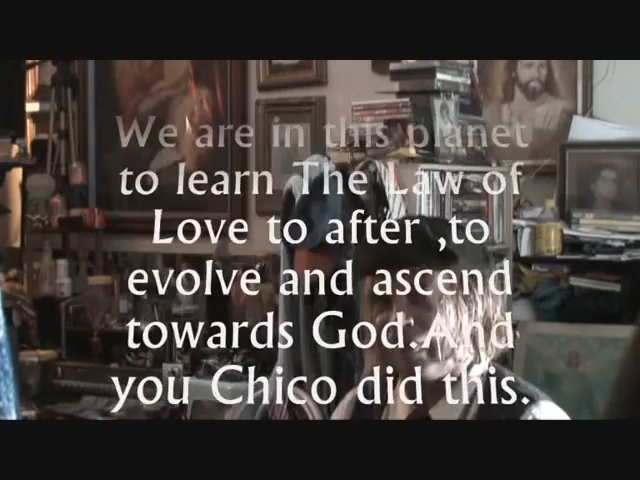 We are in this planet
to learn The Law of
Love to after ,to
evolve and ascend
towards God.And
you Chico did this.